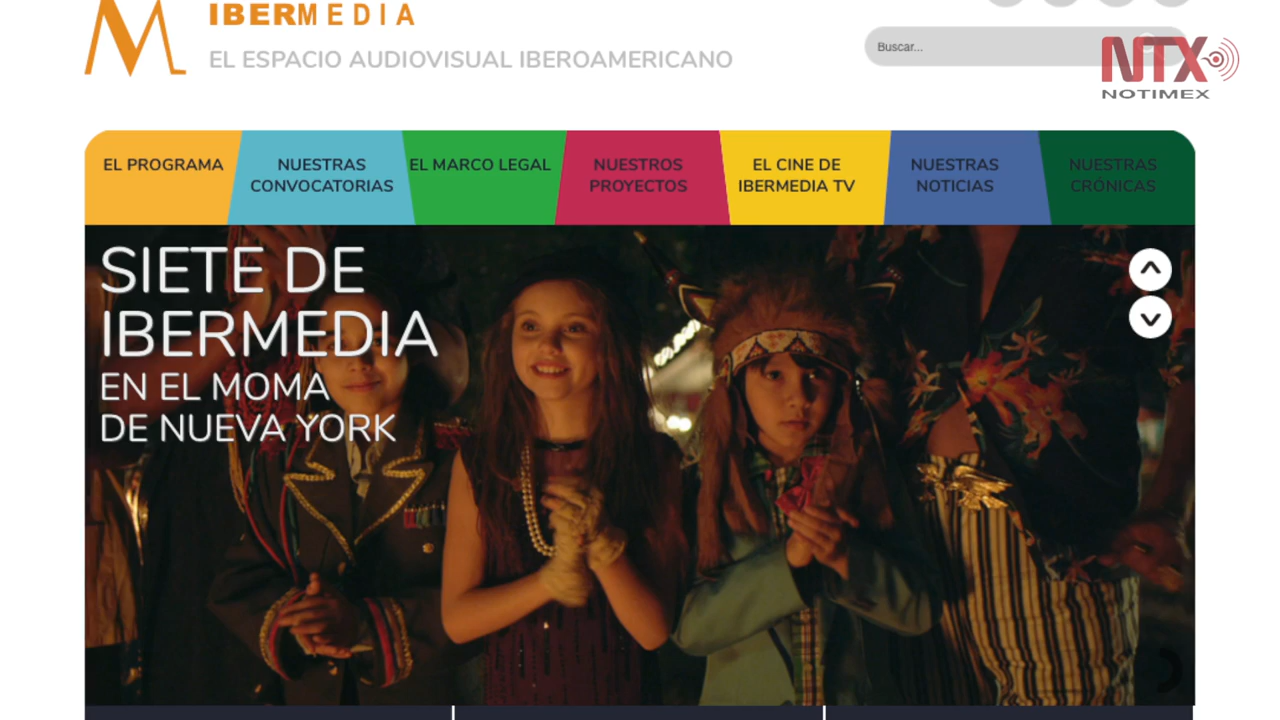 IBERMEDIA
EL ESPACIO AUDIOVISUAL IBEROAMERICANO
Buscar...
NTX
NOTIMEX
EL PROGRAMA
NUESTRAS
CONVOCATORIAS
EL MARCO LEGAL
NUESTROS
PROYECTOS
EL CINE DE
IBERMEDIA TV
NUESTRAS
NOTICIAS
NUESTRAS
CRÓNICAS
SIETE DE
IBERMEDIA
EN EL MOMA
DE NUEVA YORK